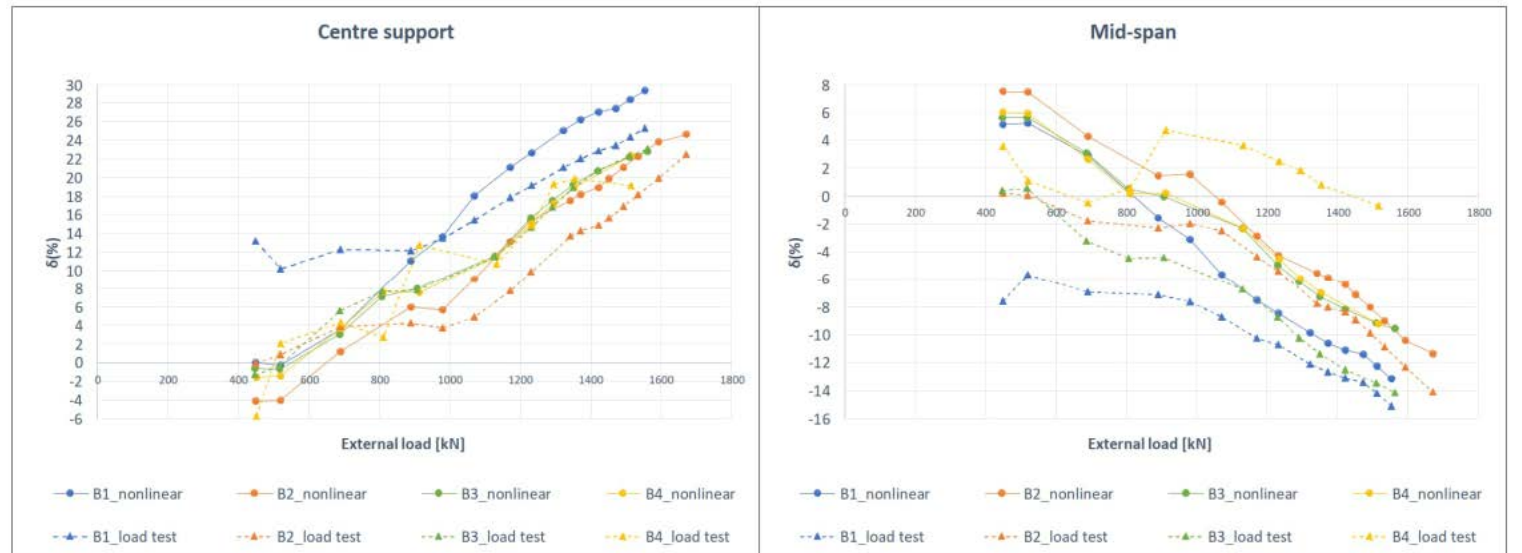 Centre support
30
28
26
24
22
20
18
16
14
12
10
8
6
4
2
0
-2
-4
-6
δ(%)
0 200 400 600 800 1000 1200 1400 1600 1800
External load [kN]
B1_nonlinear B2_nonlinear B3_nonlinear B4_nonlinear
B1_load test B2_load test B3_load test B4_load test
Mid-span
8
6
4
2
0
-2
-4
-6
-8
-10
-12
-14
-16
δ(%)
0 200 400 600 800 1000 1200 1400 1600 1800
External load [kN]
B1_nonlinear B2_nonlinear B3_nonlinear B4_nonlinear
B1_load test B2_load test B3_load test B4_load test